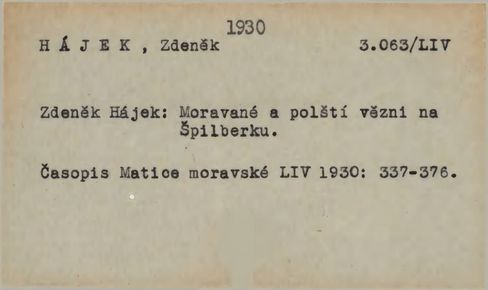 1930
H Á J E K , Zdeněk 3.063/LIV
Zdeněk Hájek: Moravané a polští vězni na
Špilberku.
Časopis Matice moravské LIV 1930: 337-376.